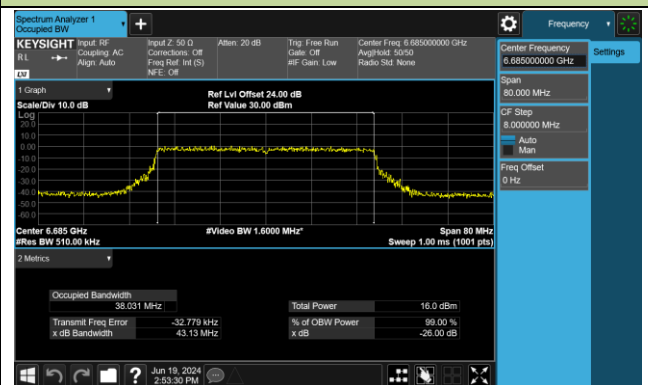 Spectrum Analyzer 1
Occupied BW
Frequency
KEYSIGHT
Input: RF
Coupling: AC
Align: Auto
Input Z: 50 Ω
Corrections: Off
Freq Ref: Int (S)
NFE: Off
Atten: 20 dB
Trig: Free Run
Gate: Off
#IF Gain: Low
Center Freq: 6.685000000 GHz
Avg|Hold: 50/50
Radio Std: None
RL
LXI
1 Graph
Scale/Div 10.0 dB
Ref Lvl Offset 24.00 dB
Ref Value 30.00 dBm
Log
20.0
10.0
0.00
-10.0
-20.0
-30.0
-40.0
-50.0
-60.0
Center 6.685 GHz
#Res BW 510.00 kHz
#Video BW 1.6000 MHz*
Span 80 MHz
Sweep 1.00 ms (1001 pts)
2 Metrics
Occupied Bandwidth
38.031 MHz
Total Power
16.0 dBm
Transmit Freq Error
-32.779 kHz
% of OBW Power
99.00 %
x dB Bandwidth
43.13 MHz
x dB
-26.00 dB
Center Frequency
6.685000000 GHz
Settings
Span
80.000 MHz
CF Step
8.000000 MHz
Auto
Man
Freq Offset
0 Hz
Jun 19, 2024
2:53:30 PM